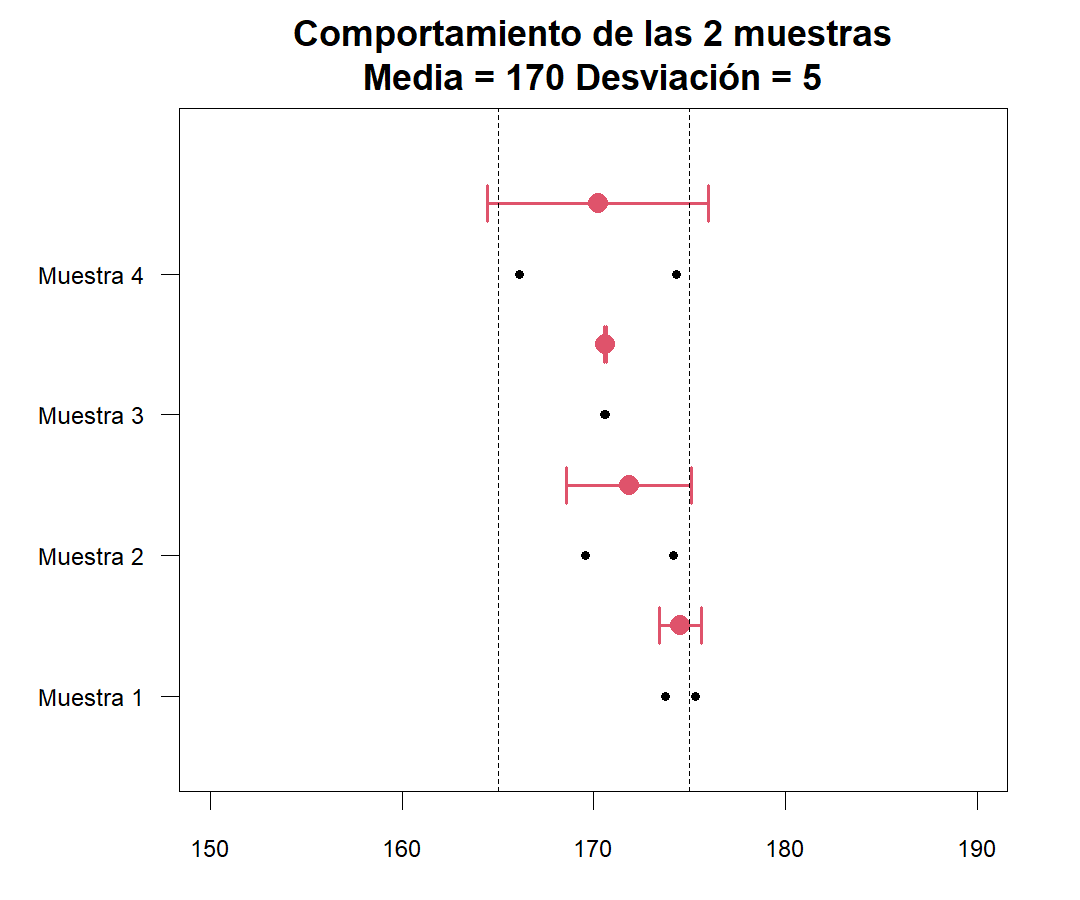 Comportamiento de las 2 muestras
Media = 170 Desviación = 5
Muestra 4
Muestra 3
Muestra 2
Muestra 1
150 160 170 180 190